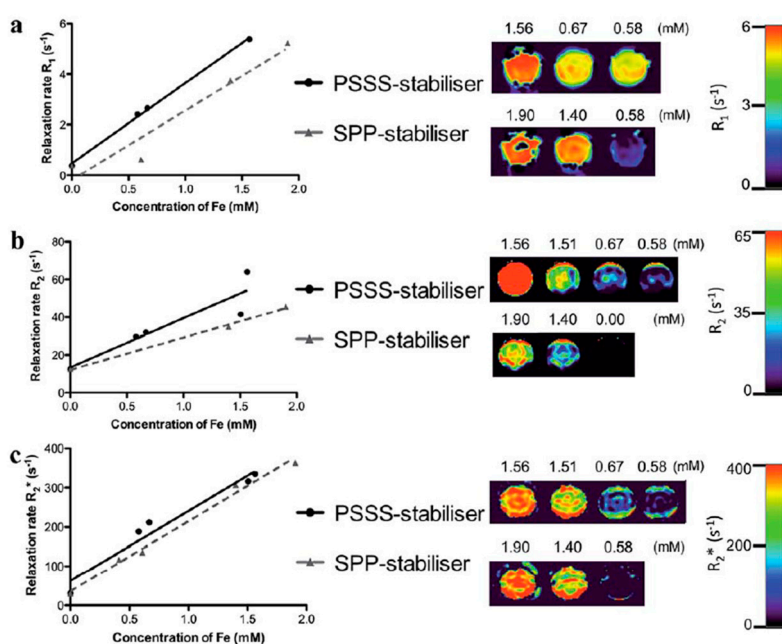 a
Relaxation rate R1 (s-1)
6
4
2
0
0.0 0.5 1.0 1.5 2.0
Concentration of Fe (mM)
PSSS-stabiliser
SPP-stabiliser
1.56 0.67 0.58 (mM)
1.90 1.40 0.58
6
3
0
R1 (s-1)
b
Relaxation rate R2 (s-1)
80
60
40
20
0
0.0 0.5 1.0 1.5 2.0
Concentration of Fe (mM)
PSSS-stabiliser
SPP-stabiliser
1.56 1.51 0.67 0.58 (mM)
1.90 1.40 0.00 (mM)
65
35
0
R2 (s-1)
c
Relaxation rate R2* (s-1)
400
300
200
100
0
0.0 0.5 1.0 1.5 2.0
Concentration of Fe (mM)
PSSS-stabiliser
SPP-stabiliser
1.56 1.51 0.67 0.58 (mM)
1.90 1.40 0.58 (mM)
400
200
0
R2* (s-1)